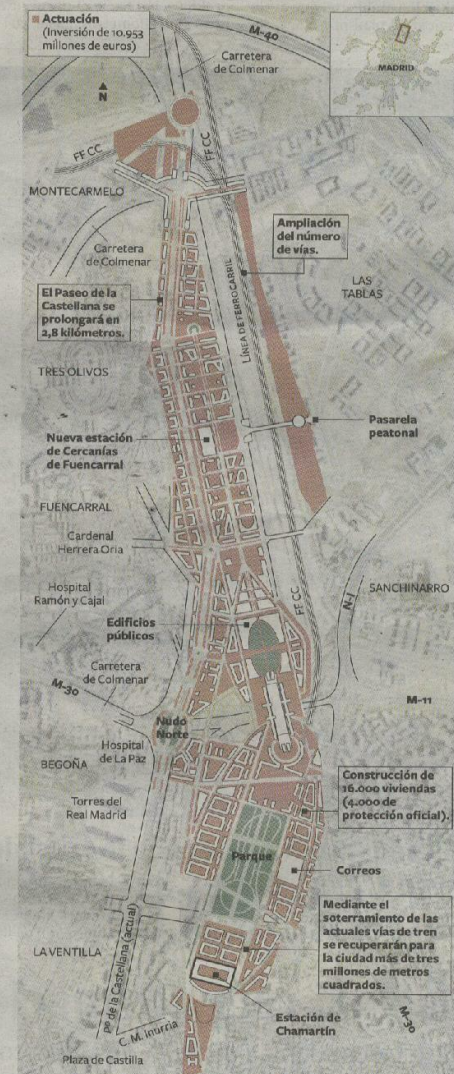 Actuación
(Inversión de 10.953
millones de euros)
M-40
Carretera
de Colmenar
MADRID
N
FF CC
FF CC
MONTECARMELO
Carretera
de Colmenar
Ampliación
del número
de vías.
El Paseo de la
Castellana se
prolongará en
2,8 kilómetros.
LÍNEA DE FERROCARRIL
LAS
TABLAS
TRES OLIVOS
Nueva estación
de Cercanías
de Fuencarral
Pasarela
peatonal
FUENCARRAL
Cardenal
Herrera Oria
Hospital
Ramón y Cajal
FF CC
N-I
SANCHINARRO
Edificios
públicos
Carretera
de Colmenar
M-30
M-11
Nudo
Norte
Hospital
de La Paz
BEGOÑA
Construcción de
16.000 viviendas
(4.000 de
protección oficial).
Torres del
Real Madrid
Parque
Correos
Mediante el
soterramiento de las
actuales vías de tren
se recuperarán para
la ciudad más de tres
millones de metros
cuadrados.
LA VENTILLA
Pº de la Castellana (actual)
Estación de
Chamartín
M-30
C. M. Inurria
Plaza de Castilla